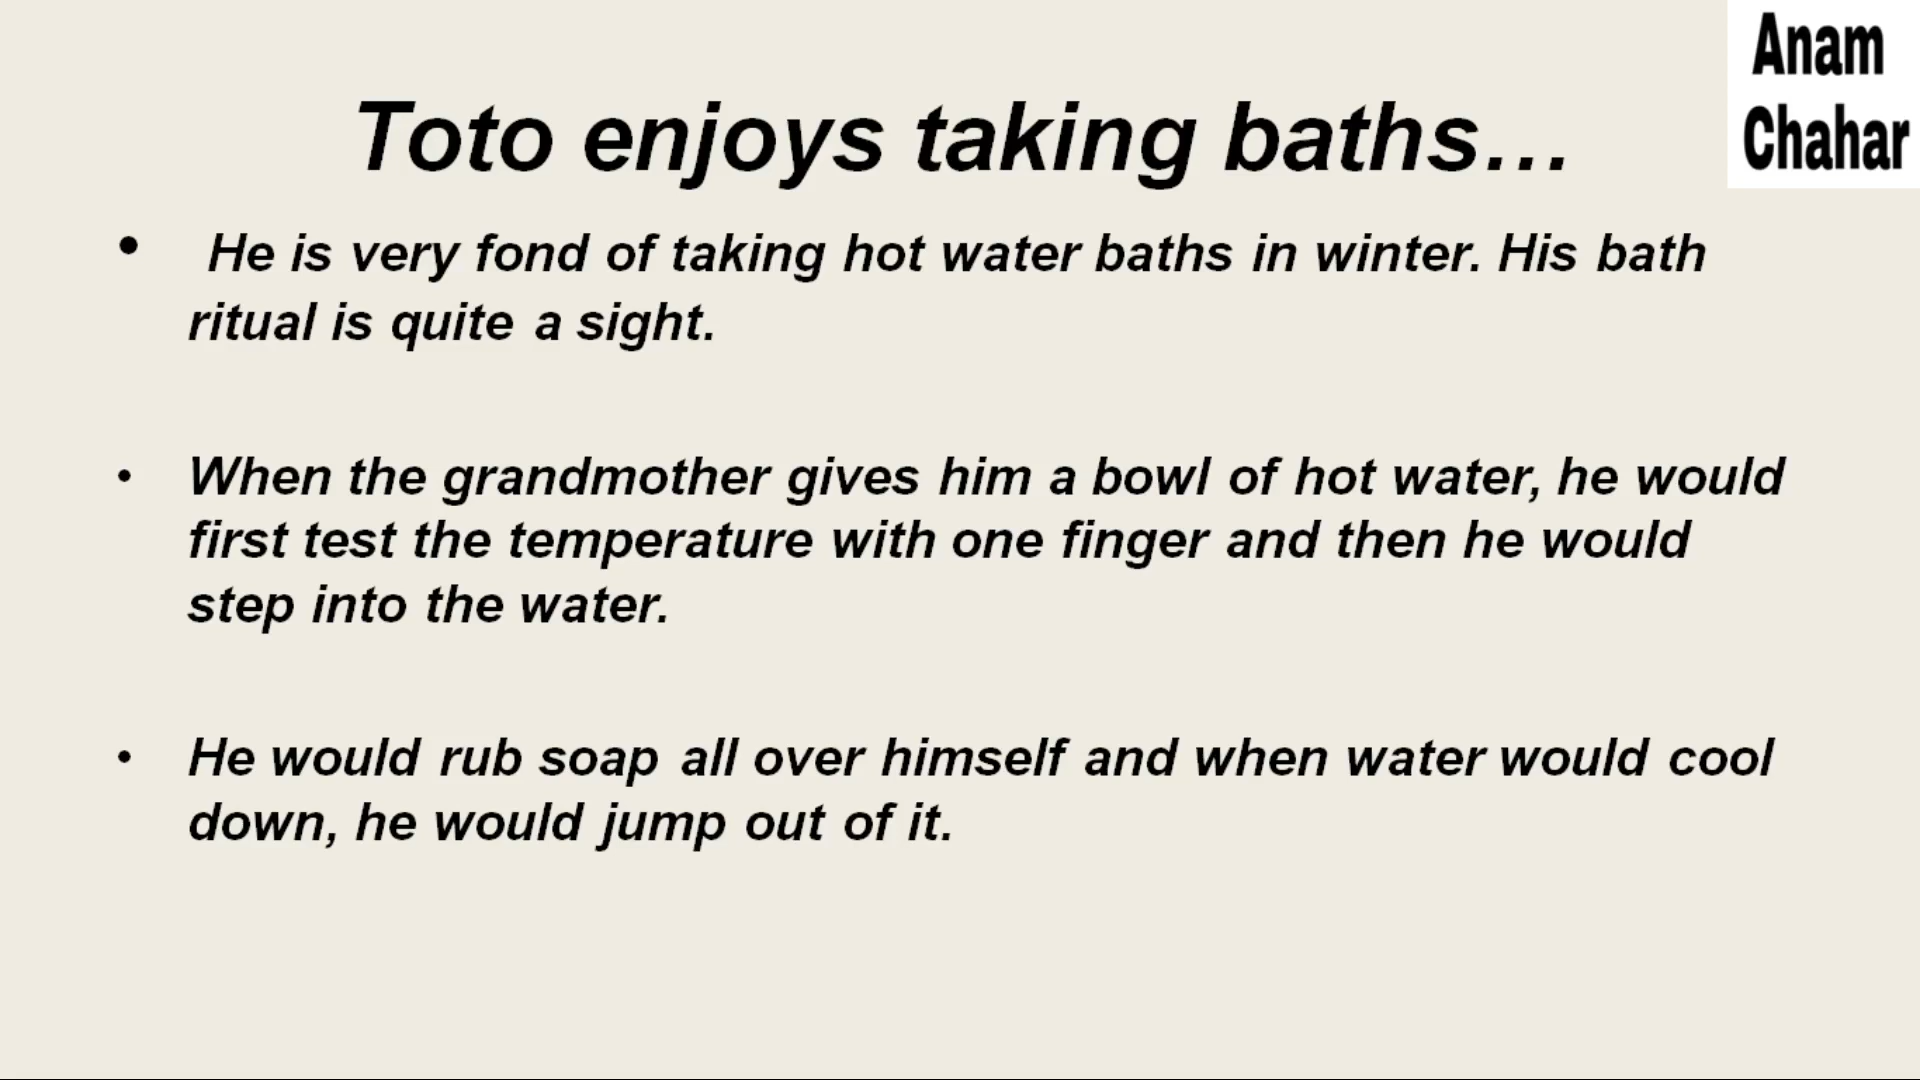 Anam
Chahar
Toto enjoys taking baths...
• He is very fond of taking hot water baths in winter. His bath
ritual is quite a sight.
• When the grandmother gives him a bowl of hot water, he would
first test the temperature with one finger and then he would
step into the water.
• He would rub soap all over himself and when water would cool
down, he would jump out of it.